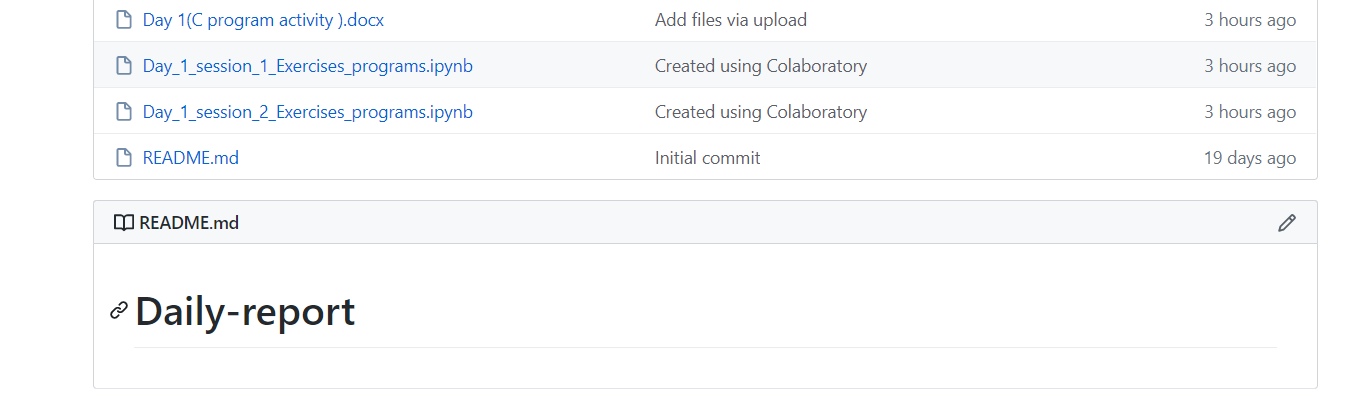 Day 1(C program activity ).docx Add files via upload 3 hours ago
Day_1_session_1_Exercises_programs.ipynb Created using Colaboratory 3 hours ago
Day_1_session_2_Exercises_programs.ipynb Created using Colaboratory 3 hours ago
README.md Initial commit 19 days ago
README.md
Daily-report